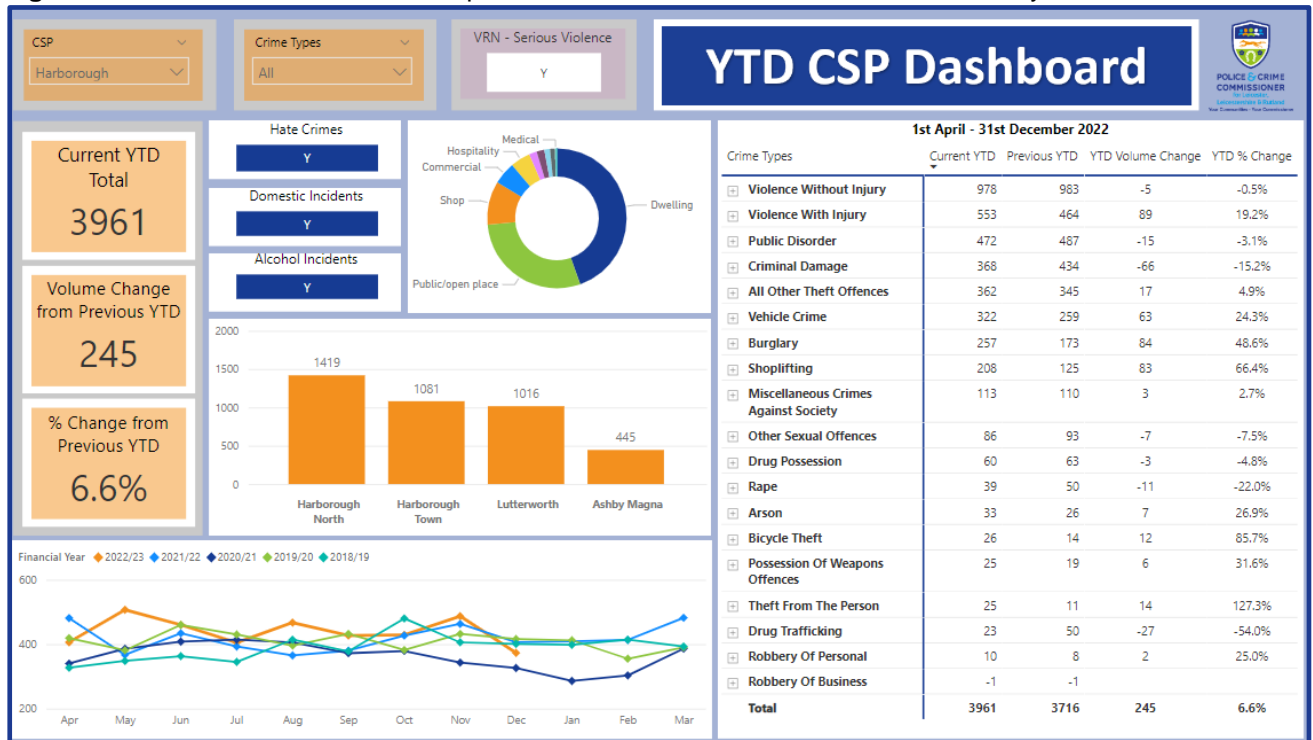 CSP
Harborough
Crime Types
All
VRN - Serious Violence
Y
YTD CSP Dashboard
POLICE & CRIME
COMMISSIONER
for Leicester,
Leicestershire & Rutland
Your Communities - Your Commissioner
Current YTD
Total
3961
Volume Change
from Previous YTD
245
% Change from
Previous YTD
6.6%
Hate Crimes
Y
Domestic Incidents
Y
Alcohol Incidents
Y
Medical
Hospitality
Commercial
Shop
Dwelling
Public/open place
2000
1500
1000
500
0
1419
1081
1016
445
Harborough
North
Harborough
Town
Lutterworth
Ashby Magna
Financial Year 2022/23 2021/22 2020/21 2019/20 2018/19
600
400
200
Apr May Jun Jul Aug Sep Oct Nov Dec Jan Feb Mar
1st April - 31st December 2022
Crime Types Current YTD Previous YTD YTD Volume Change YTD % Change
Violence Without Injury 978 983 -5 -0.5%
Violence With Injury 553 464 89 19.2%
Public Disorder 472 487 -15 -3.1%
Criminal Damage 368 434 -66 -15.2%
All Other Theft Offences 362 345 17 4.9%
Vehicle Crime 322 259 63 24.3%
Burglary 257 173 84 48.6%
Shoplifting 208 125 83 66.4%
Miscellaneous Crimes 113 110 3 2.7%
Against Society
Other Sexual Offences 86 93 -7 -7.5%
Drug Possession 60 63 -3 -4.8%
Rape 39 50 -11 -22.0%
Arson 33 26 7 26.9%
Bicycle Theft 26 14 12 85.7%
Possession Of Weapons 25 19 6 31.6%
Offences
Theft From The Person 25 11 14 127.3%
Drug Trafficking 23 50 -27 -54.0%
Robbery Of Personal 10 8 2 25.0%
Robbery Of Business -1 -1
Total 3961 3716 245 6.6%